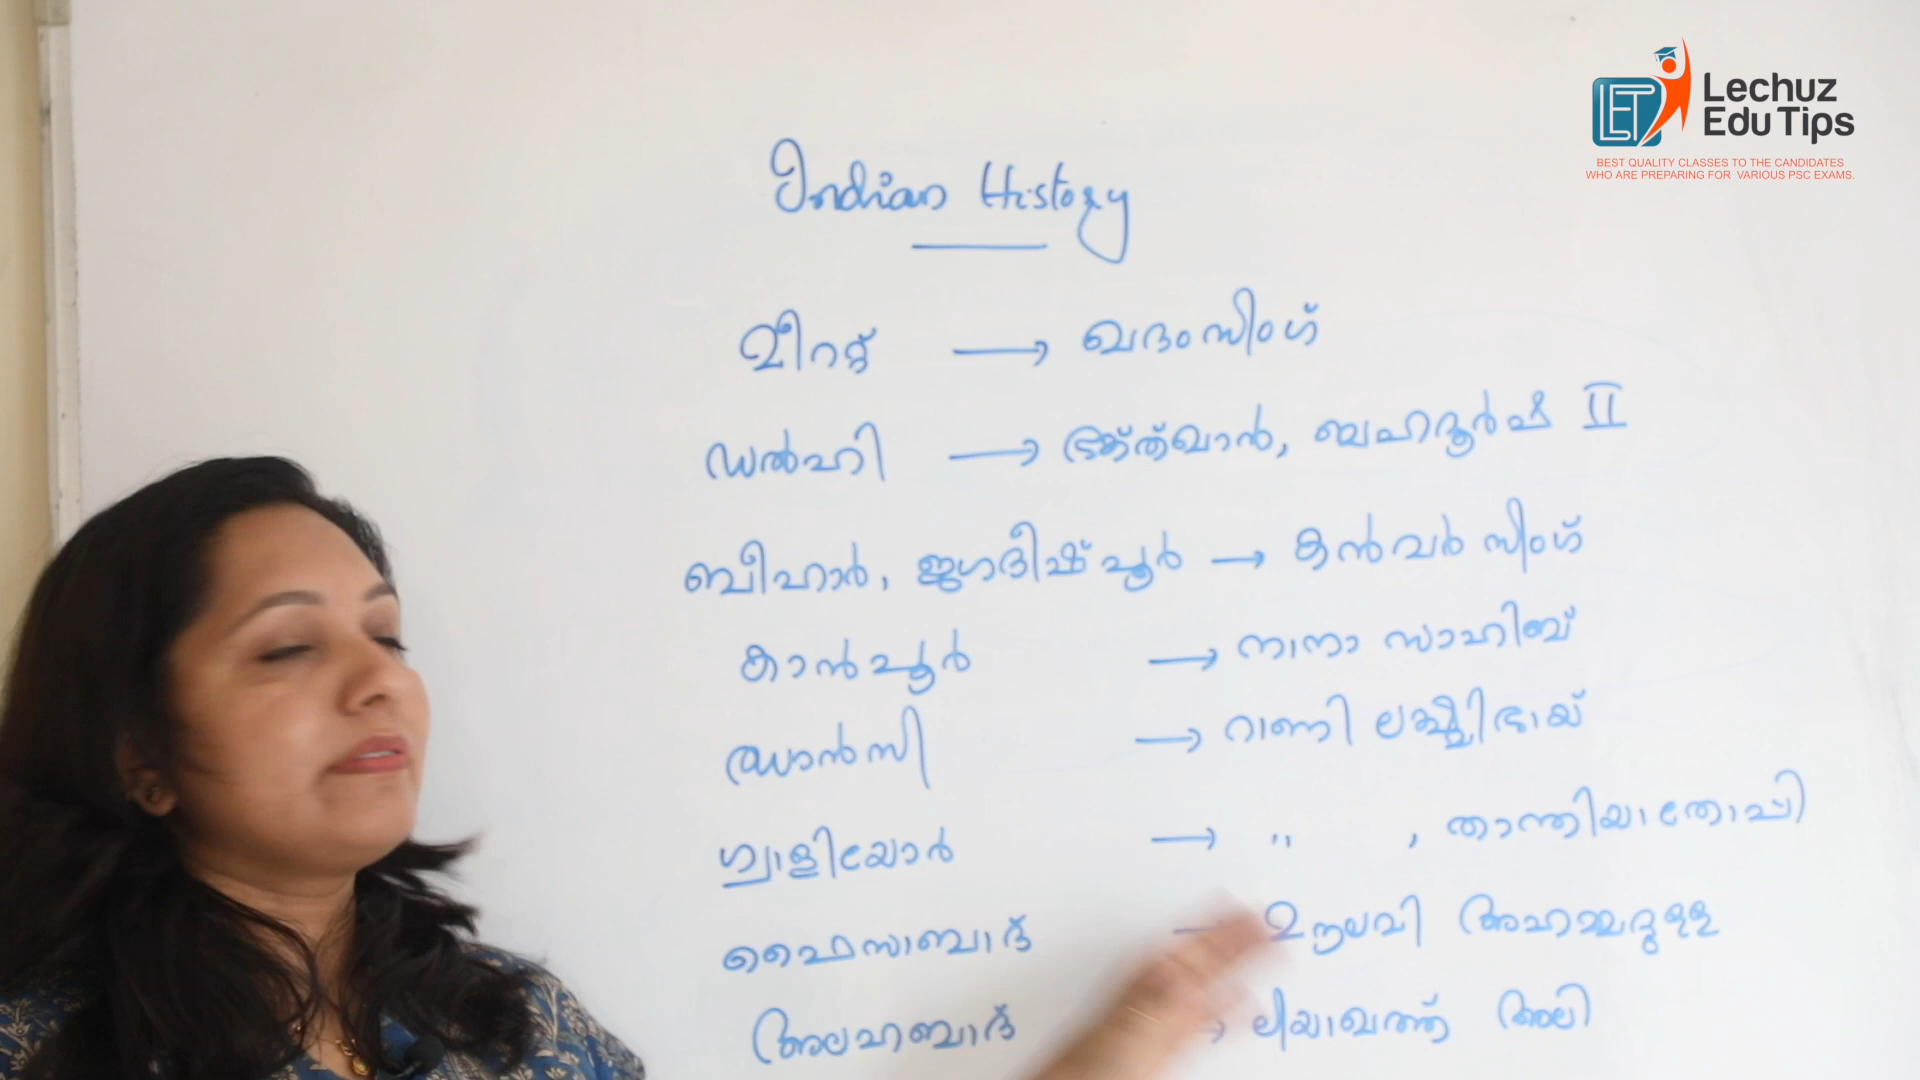 Lechuz
Edu Tips
BEST QUALITY CLASSES TO THE CANDIDATES
WHO ARE PREPARING FOR VARIOUS PSC EXAMS.
Indian History
മീററ്റ് → ഖദംസിംഗ്
ഡൽഹി → ഭക്ത്ഖാൻ, ബഹദൂർഷ II
ബീഹാർ, ജഗദീഷ്പൂർ → കൻവർ സിംഗ്
കാൻപൂർ → നാനാ സാഹിബ്
ഝാൻസി → റാണി ലക്ഷ്മിഭായ്
ഗ്വാളിയോർ → " , താന്തിയാതോപ്പി
ഫൈസാബാദ് → മൗലവി അഹമ്മദുള്ള
അലഹബാദ് → ലിയാഖത്ത് അലി